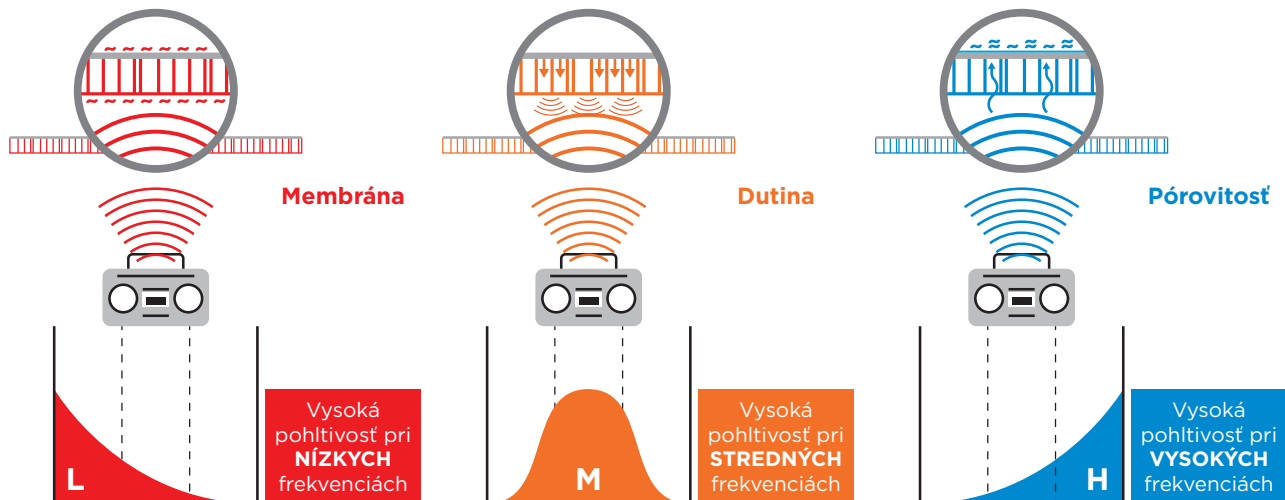 Membrána
Dutina
Pórovitosť
L
Vysoká
pohltivosť pri
NÍZKYCH
frekvenciách
M
Vysoká
pohltivosť pri
STREDNÝCH
frekvenciách
H
Vysoká
pohltivosť pri
VYSOKÝCH
frekvenciách